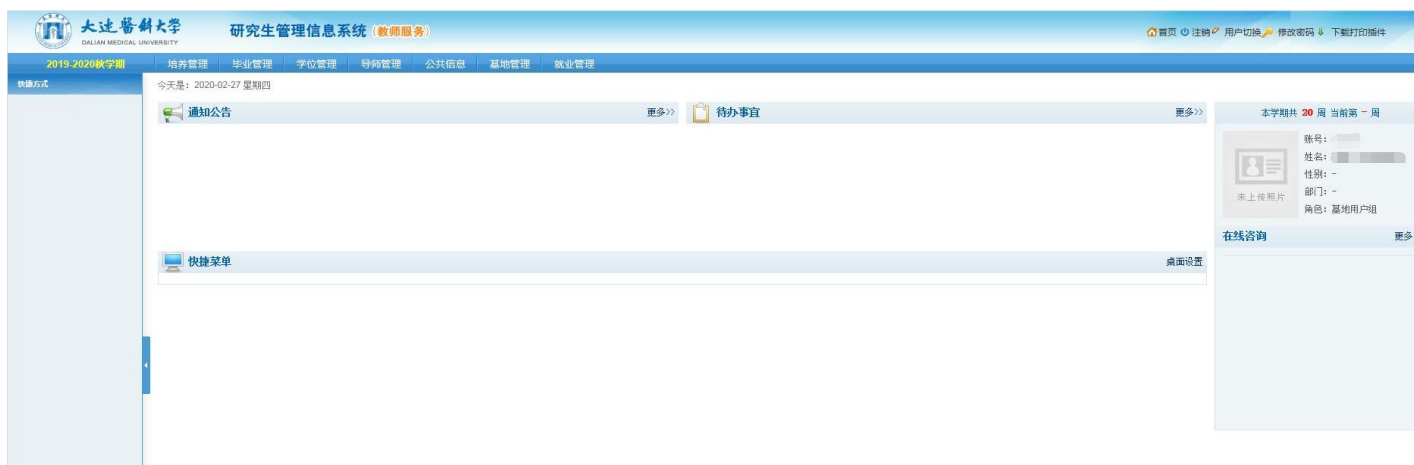 大连医科大学
DALIAN MEDICAL UNIVERSITY
研究生管理信息系统（教师服务）
首页 注销 用户切换 修改密码 下载打印插件
2019-2020秋学期 培养管理 毕业管理 学位管理 导师管理 公共信息 基地管理 就业管理
快捷方式
今天是：2020-02-27 星期四
通知公告 更多>>
待办事宜 更多>>
本学期共 20 周 当前第 - 周
账号：
姓名：
性别：-
部门：-
角色：基地用户组
未上传照片
在线咨询 更多
快捷菜单 桌面设置